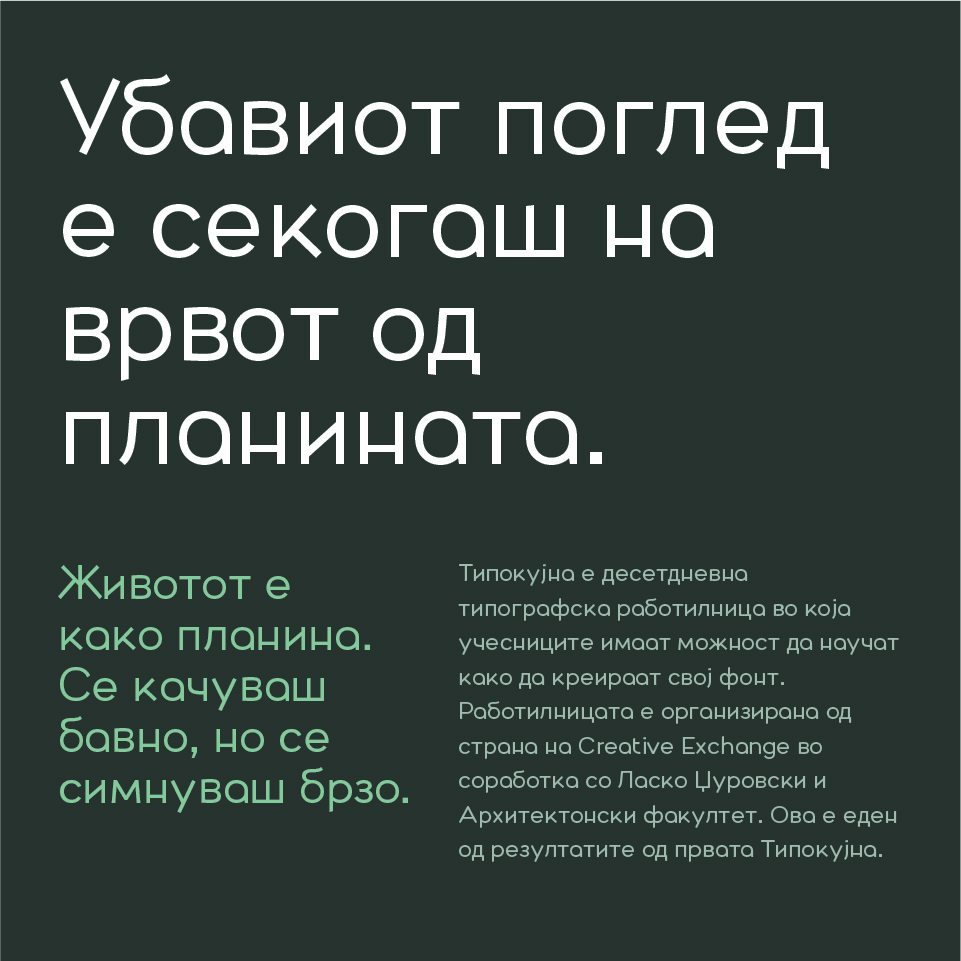 Убавиот поглед
е секогаш на
врвот од
планината.
Животот е
како планина.
Се качуваш
бавно, но се
симнуваш брзо.
Типокујна е десетдневна
типографска работилница во која
учесниците имаат можност да научат
како да креираат свој фонт.
Работилницата е организирана од
страна на Creative Exchange во
соработка со Ласко Џуровски и
Архитектонски факултет. Ова е еден
од резултатите од првата Типокујна.